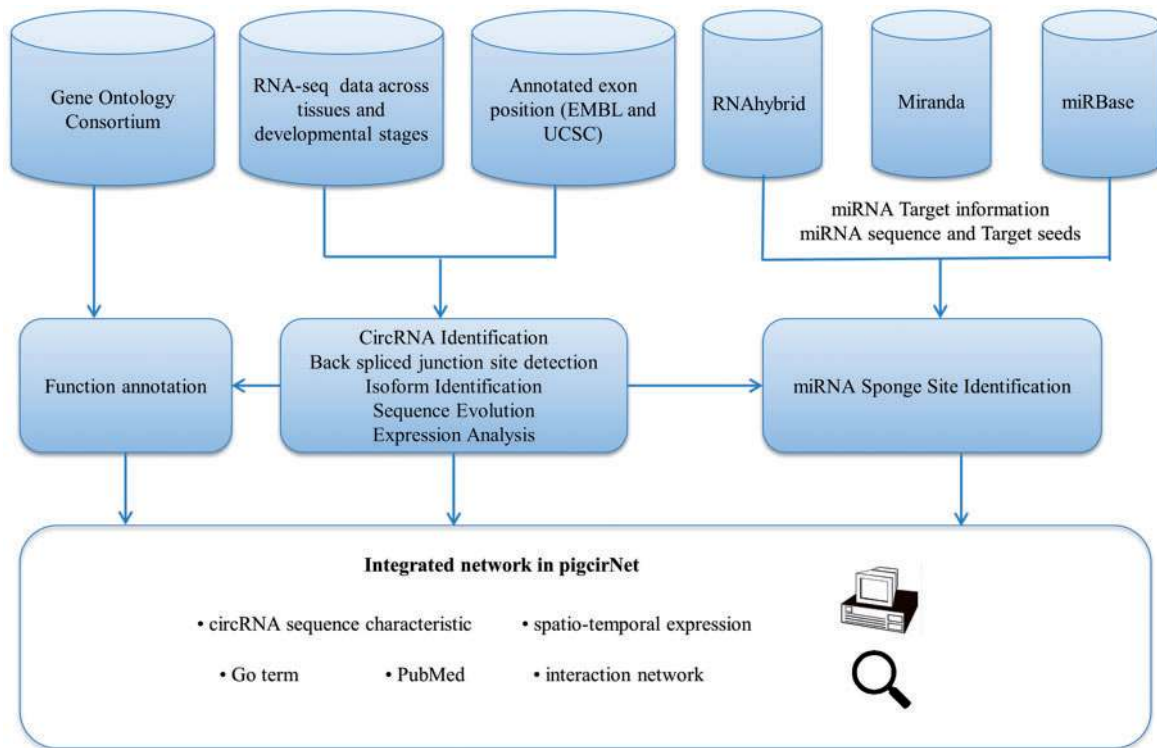 Gene Ontology
Consortium
RNA-seq data across
tissues and
developmental stages
Annotated exon
position (EMBL and
UCSC)
RNAhybrid
Miranda
miRBase
miRNA Target information
miRNA sequence and Target seeds
Function annotation
CircRNA Identification
Back spliced junction site detection
Isoform Identification
Sequence Evolution
Expression Analysis
miRNA Sponge Site Identification
Integrated network in pigcirNet
• circRNA sequence characteristic
• spatio-temporal expression
• Go term
• PubMed
• interaction network